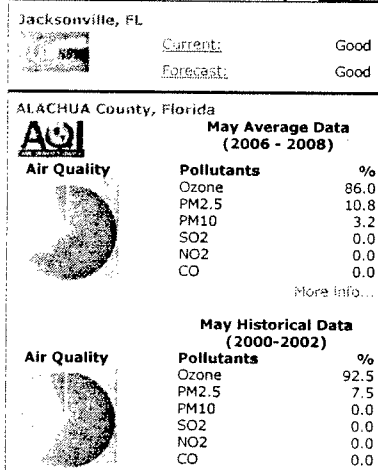 Jacksonville, FL
Current: Good
Forecast: Good
ALACHUA County, Florida
AQI
May Average Data
(2006 - 2008)
Air Quality
Pollutants %
Ozone 86.0
PM2.5 10.8
PM10 3.2
SO2 0.0
NO2 0.0
CO 0.0
More Info...
May Historical Data
(2000-2002)
Air Quality
Pollutants %
Ozone 92.5
PM2.5 7.5
PM10 0.0
SO2 0.0
NO2 0.0
CO 0.0